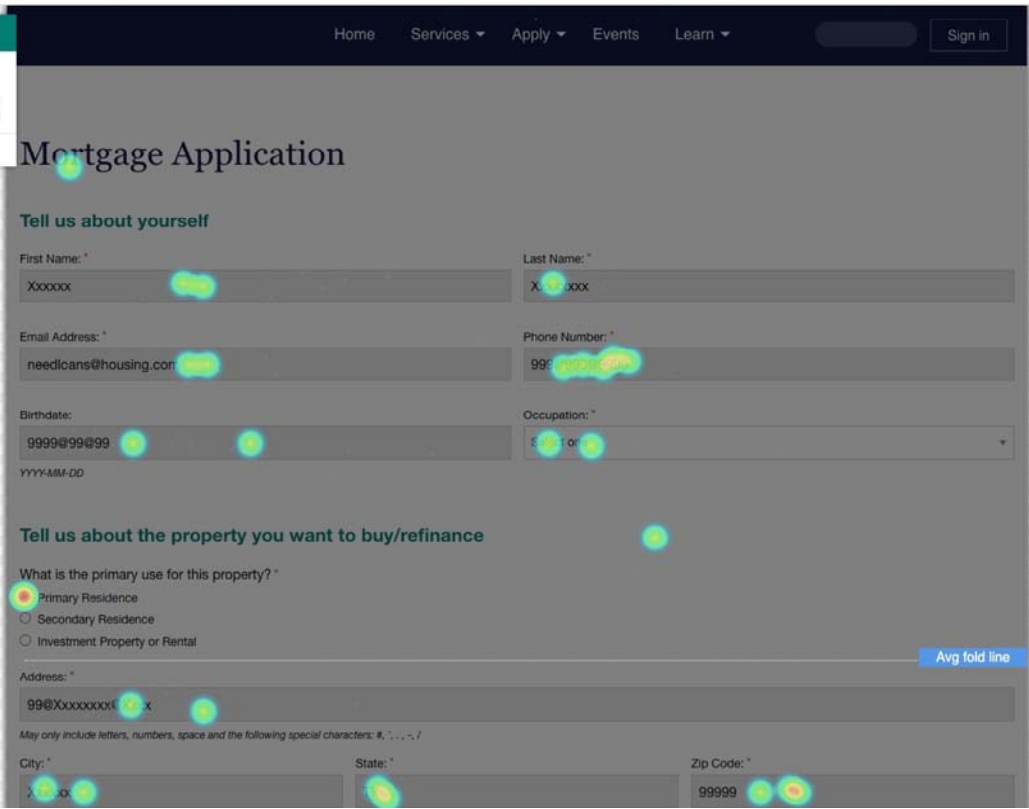 Home Services Apply Events Learn Sign in
Mortgage Application
Tell us about yourself
First Name: * Last Name: *
Xxxxxx
Email Address: * Phone Number: *
Birthdate: Occupation: *
9999@99@99 Select one
YYYY-MM-DD
Tell us about the property you want to buy/refinance
What is the primary use for this property? *
Primary Residence
Secondary Residence
Investment Property or Rental
Avg fold line
Address: *
May only include letters, numbers, space and the following special characters: #, ', . , -, /
City: * State: * Zip Code: *
99999